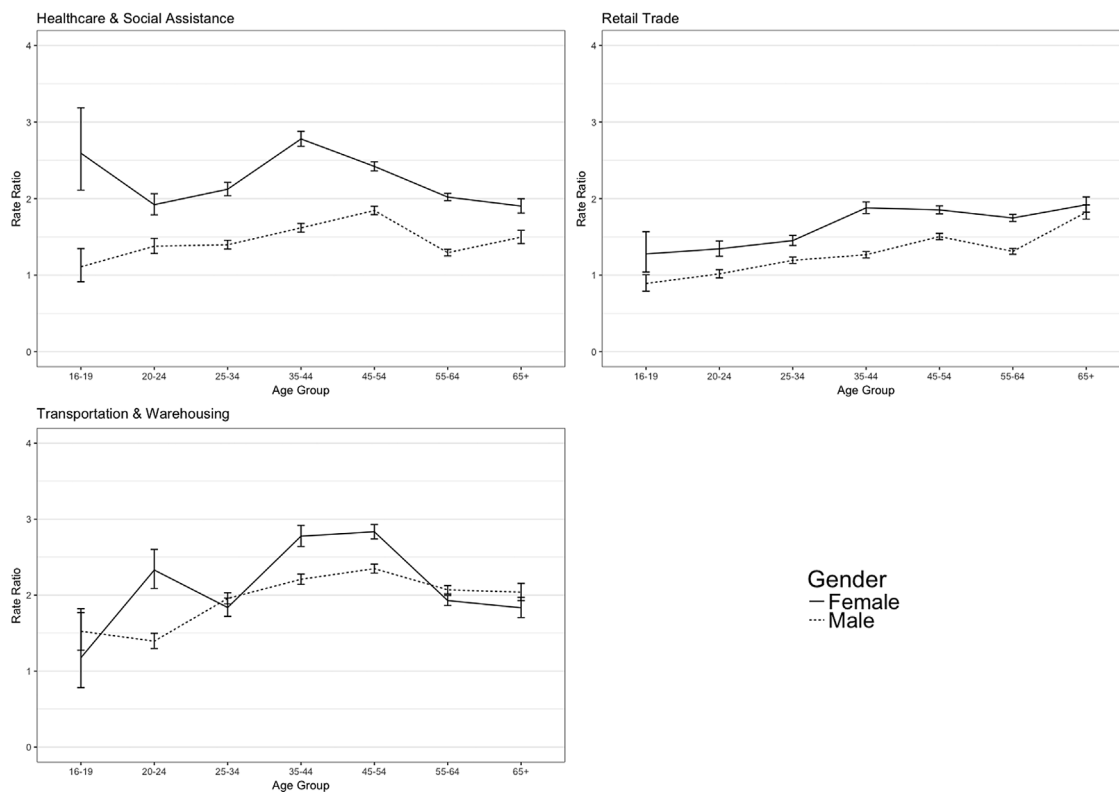 Healthcare & Social Assistance
4
3
2
1
0
Rate Ratio
16-19 20-24 25-34 35-44 45-54 55-64 65+
Age Group
Retail Trade
4
3
2
1
0
Rate Ratio
16-19 20-24 25-34 35-44 45-54 55-64 65+
Age Group
Transportation & Warehousing
4
3
2
1
0
Rate Ratio
16-19 20-24 25-34 35-44 45-54 55-64 65+
Age Group
Gender
Female
Male